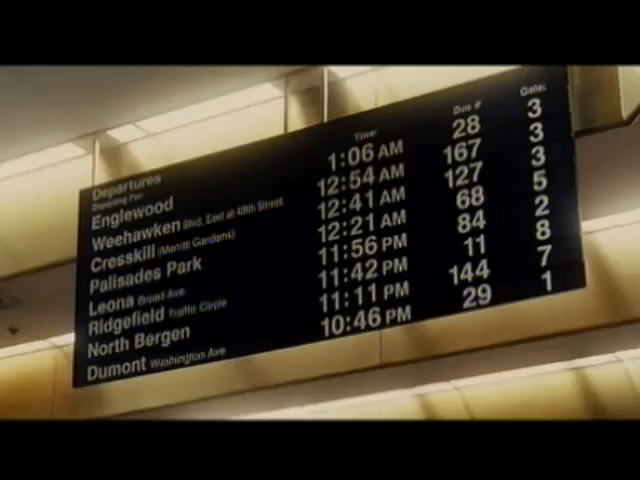 Departures
Departing For: Time: Bus # Gate:
Englewood 1:06 AM 28 3
Weehawken Blvd. East at 48th Street 12:54 AM 167 3
Cresskill (Merritt Gardens) 12:41 AM 127 3
Palisades Park 12:21 AM 68 5
Leona Broad Ave 11:56 PM 84 2
Ridgefield Traffic Circle 11:42 PM 11 8
North Bergen 11:11 PM 144 7
Dumont Washington Ave 10:46 PM 29 1